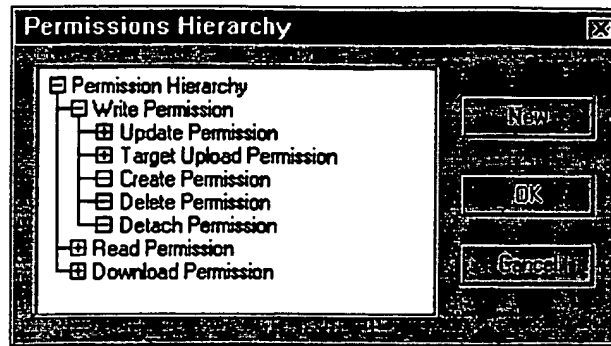 Permissions Hierarchy
Permission Hierarchy
Write Permission
Update Permission
Target Upload Permission
Create Permission
Delete Permission
Detach Permission
Read Permission
Download Permission
New
OK
Cancel